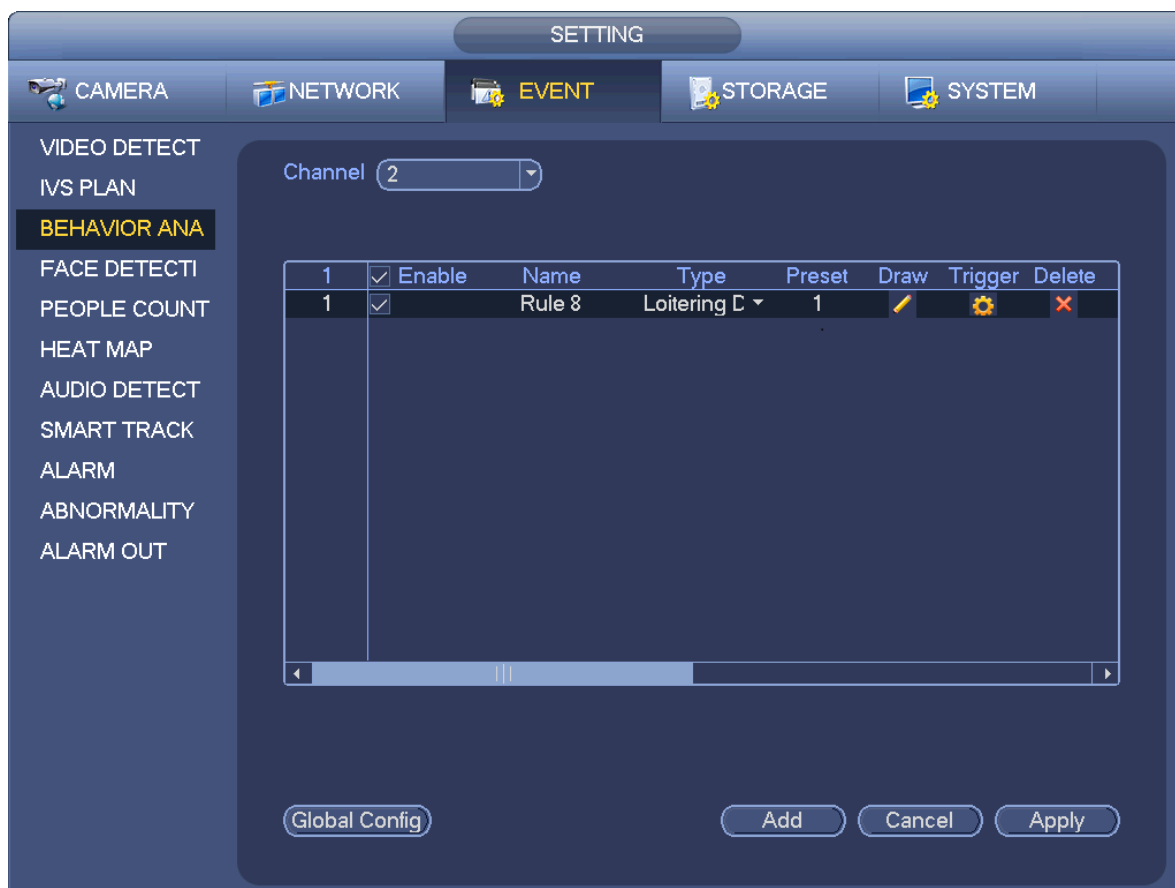 SETTING
CAMERA NETWORK EVENT STORAGE SYSTEM
VIDEO DETECT
IVS PLAN
BEHAVIOR ANA
FACE DETECTI
PEOPLE COUNT
HEAT MAP
AUDIO DETECT
SMART TRACK
ALARM
ABNORMALITY
ALARM OUT
Channel 2
1 Enable Name Type Preset Draw Trigger Delete
1 Rule 8 Loitering D 1
Global Config Add Cancel Apply